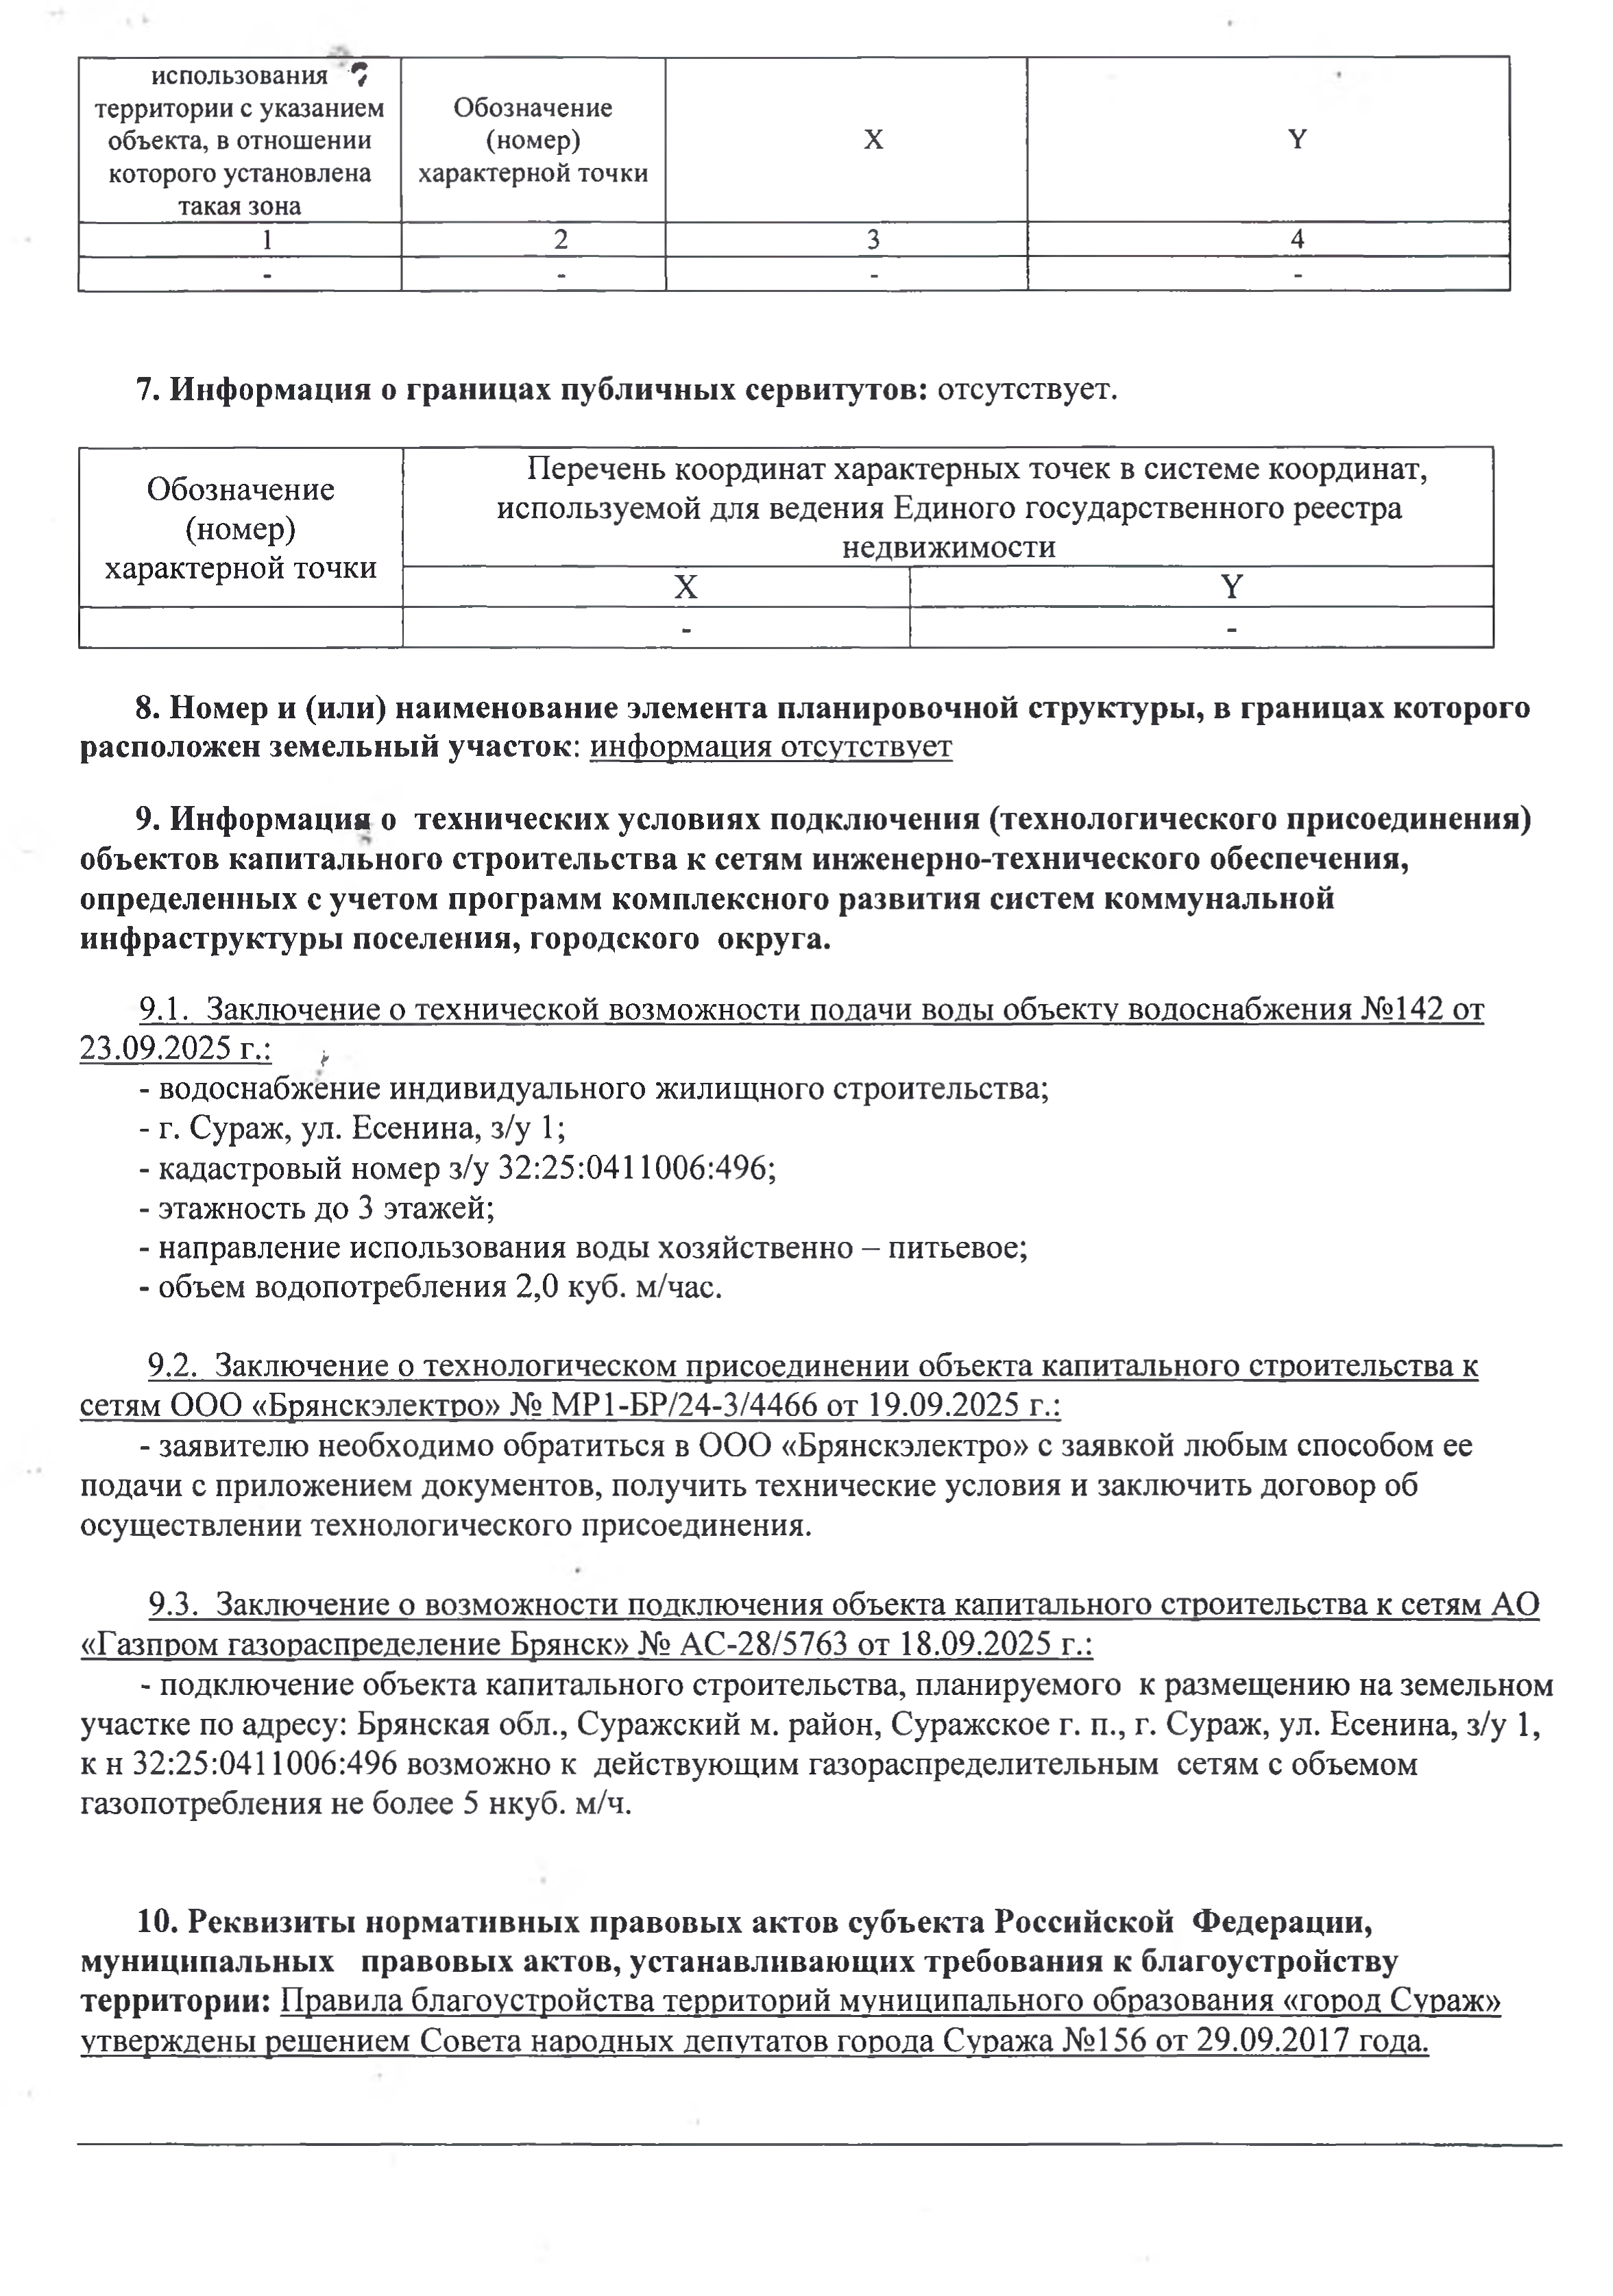 использования
территории с указанием
объекта, в отношении
которого установлена
такая зона
Обозначение
(номер)
характерной точки
X
Y
1 2 3 4
- - - -
7. Информация о границах публичных сервитутов: отсутствует.
Обозначение
(номер)
характерной точки
Перечень координат характерных точек в системе координат,
используемой для ведения Единого государственного реестра
недвижимости
X Y
- -
8. Номер и (или) наименование элемента планировочной структуры, в границах которого
расположен земельный участок: информация отсутствует
9. Информация о технических условиях подключения (технологического присоединения)
объектов капитального строительства к сетям инженерно-технического обеспечения,
определенных с учетом программ комплексного развития систем коммунальной
инфраструктуры поселения, городского округа.
9.1. Заключение о технической возможности подачи воды объекту водоснабжения №142 от
23.09.2025 г.:
- водоснабжение индивидуального жилищного строительства;
- г. Сураж, ул. Есенина, з/у 1;
- кадастровый номер з/у 32:25:0411006:496;
- этажность до 3 этажей;
- направление использования воды хозяйственно – питьевое;
- объем водопотребления 2,0 куб. м/час.
9.2. Заключение о технологическом присоединении объекта капитального строительства к
сетям ООО «Брянскэлектро» № МР1-БР/24-3/4466 от 19.09.2025 г.:
- заявителю необходимо обратиться в ООО «Брянскэлектро» с заявкой любым способом ее
подачи с приложением документов, получить технические условия и заключить договор об
осуществлении технологического присоединения.
9.3. Заключение о возможности подключения объекта капитального строительства к сетям АО
«Газпром газораспределение Брянск» № АС-28/5763 от 18.09.2025 г.:
- подключение объекта капитального строительства, планируемого к размещению на земельном
участке по адресу: Брянская обл., Суражский м. район, Суражское г. п., г. Сураж, ул. Есенина, з/у 1,
к н 32:25:0411006:496 возможно к действующим газораспределительным сетям с объемом
газопотребления не более 5 нкуб. м/ч.
10. Реквизиты нормативных правовых актов субъекта Российской Федерации,
муниципальных правовых актов, устанавливающих требования к благоустройству
территории: Правила благоустройства территорий муниципального образования «город Сураж»
утверждены решением Совета народных депутатов города Суража №156 от 29.09.2017 года.